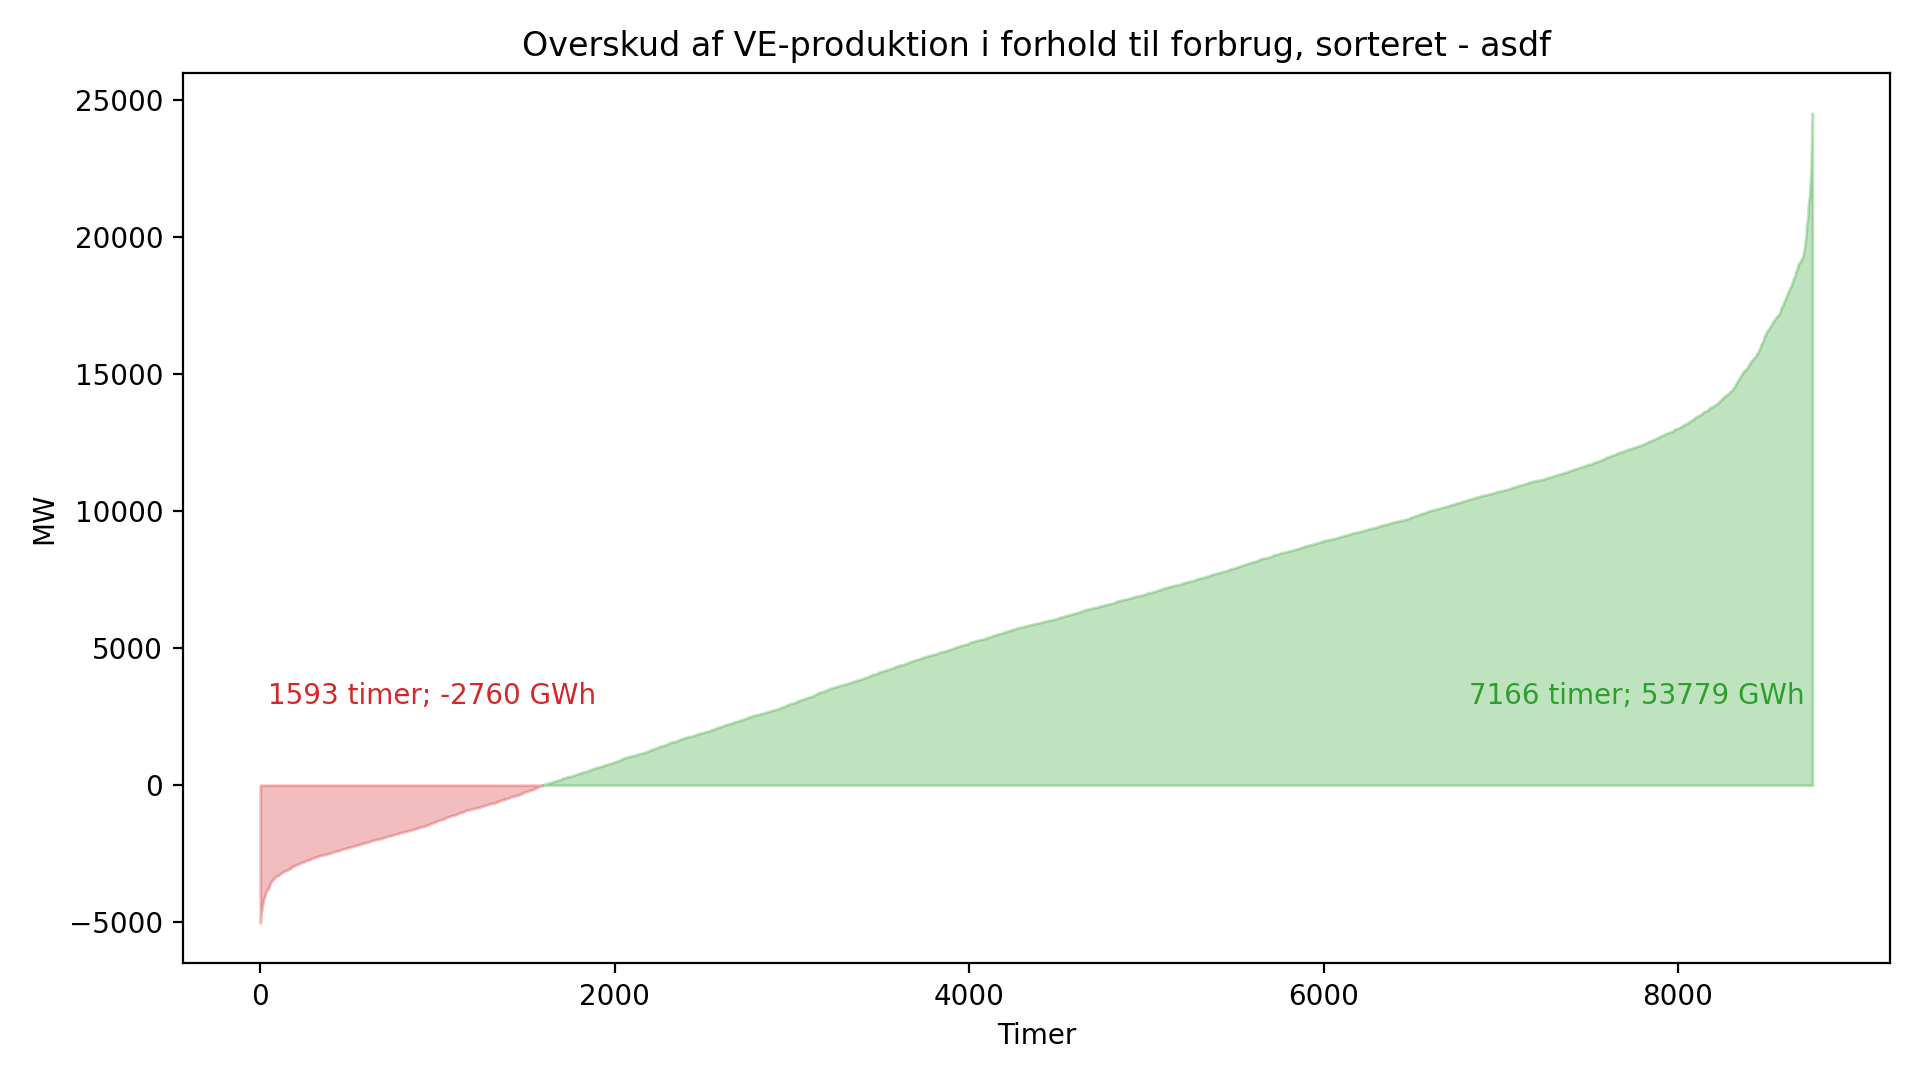 Overskud af VE-produktion i forhold til forbrug, sorteret - asdf
25000
20000
15000
10000
5000
0
−5000
MW
1593 timer; -2760 GWh
7166 timer; 53779 GWh
0
2000
4000
6000
8000
Timer